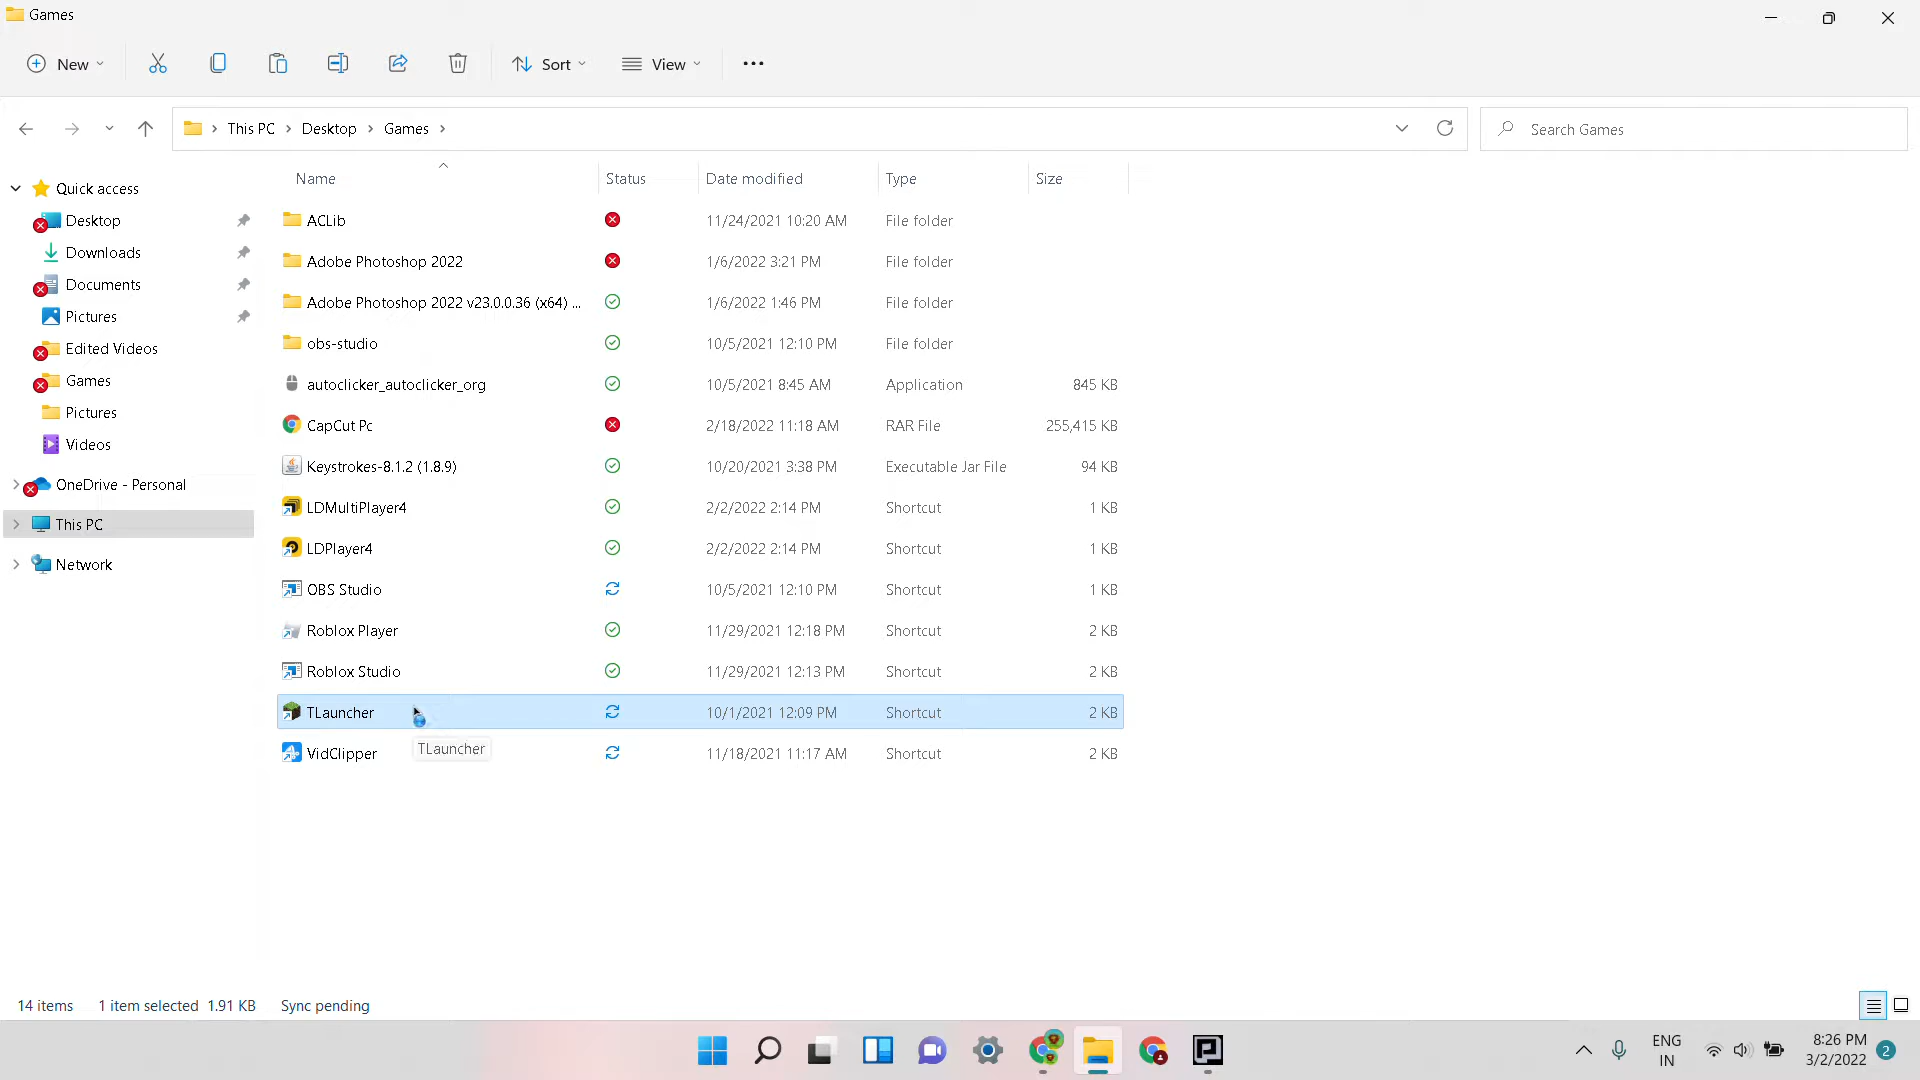 Games
New
Sort
View
This PC
Desktop
Games
Search Games
Name Status Date modified Type Size
Quick access
Desktop
Downloads
Documents
Pictures
Edited Videos
Games
Pictures
Videos
OneDrive - Personal
This PC
Network
ACLib 11/24/2021 10:20 AM File folder
Adobe Photoshop 2022 1/6/2022 3:21 PM File folder
Adobe Photoshop 2022 v23.0.0.36 (x64) ... 1/6/2022 1:46 PM File folder
obs-studio 10/5/2021 12:10 PM File folder
autoclicker_autoclicker_org 10/5/2021 8:45 AM Application 845 KB
CapCut Pc 2/18/2022 11:18 AM RAR File 255,415 KB
Keystrokes-8.1.2 (1.8.9) 10/20/2021 3:38 PM Executable Jar File 94 KB
LDMultiPlayer4 2/2/2022 2:14 PM Shortcut 1 KB
LDPlayer4 2/2/2022 2:14 PM Shortcut 1 KB
OBS Studio 10/5/2021 12:10 PM Shortcut 1 KB
Roblox Player 11/29/2021 12:18 PM Shortcut 2 KB
Roblox Studio 11/29/2021 12:13 PM Shortcut 2 KB
TLauncher 10/1/2021 12:09 PM Shortcut 2 KB
VidClipper 11/18/2021 11:17 AM Shortcut 2 KB
TLauncher
14 items 1 item selected 1.91 KB Sync pending
ENG
IN
8:26 PM
3/2/2022
2